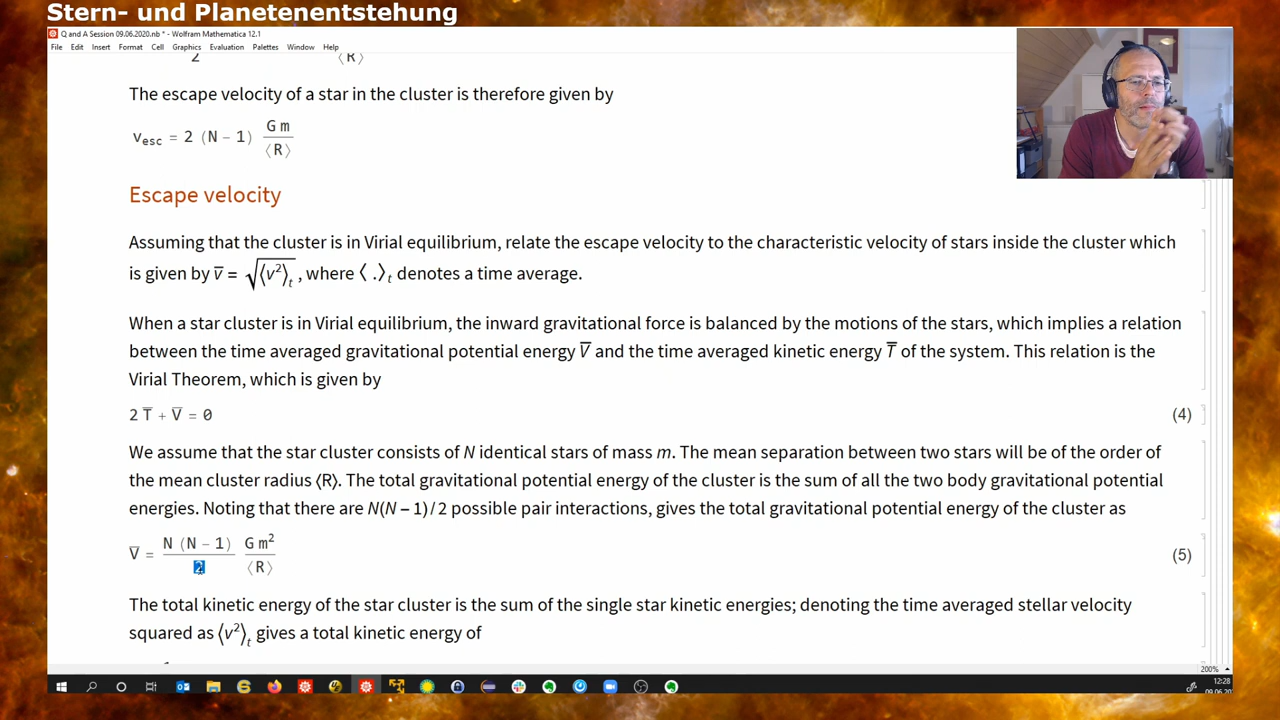 Stern- und Planetenentstehung
Q and A Session 09.06.2020.nb * - Wolfram Mathematica 12.1
File Edit Insert Format Cell Graphics Evaluation Palettes Window Help
2 ⟨R⟩
The escape velocity of a star in the cluster is therefore given by
v_esc = 2 (N - 1) G m / ⟨R⟩
Escape velocity
Assuming that the cluster is in Virial equilibrium, relate the escape velocity to the characteristic velocity of stars inside the cluster which
is given by v̄ = √⟨v²⟩_t, where ⟨ .⟩_t denotes a time average.
When a star cluster is in Virial equilibrium, the inward gravitational force is balanced by the motions of the stars, which implies a relation
between the time averaged gravitational potential energy V̄ and the time averaged kinetic energy T̄ of the system. This relation is the
Virial Theorem, which is given by
2 T̄ + V̄ = 0 (4)
We assume that the star cluster consists of N identical stars of mass m. The mean separation between two stars will be of the order of
the mean cluster radius ⟨R⟩. The total gravitational potential energy of the cluster is the sum of all the two body gravitational potential
energies. Noting that there are N(N – 1)/2 possible pair interactions, gives the total gravitational potential energy of the cluster as
V̄ = N (N - 1) / 2 G m² / ⟨R⟩ (5)
The total kinetic energy of the star cluster is the sum of the single star kinetic energies; denoting the time averaged stellar velocity
squared as ⟨v²⟩_t gives a total kinetic energy of
200%
12:28
09.06.20